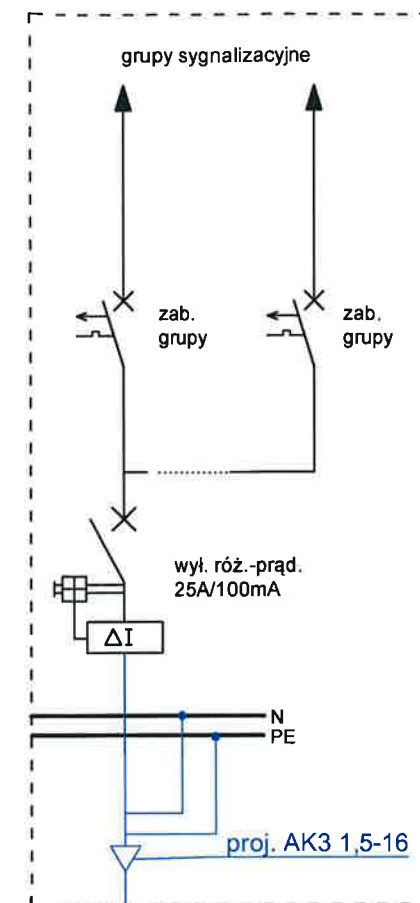 grupy sygnalizacyjne
zab.
grupy
zab.
grupy
wył. róż.-prąd.
25A/100mA
ΔI
N
PE
proj. AK3 1,5-16